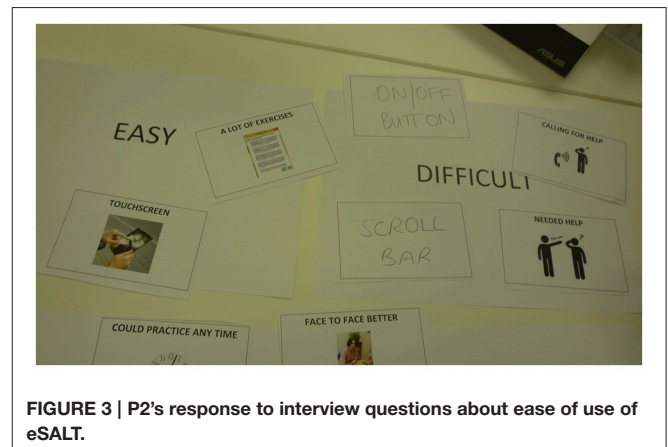 ASUS
ON/OFF
BUTTON
A LOT OF EXERCISES
EASY
CALLING FOR HELP
DIFFICULT
TOUCHSCREEN
SCROLL
BAR
NEEDED HELP
COULD PRACTICE ANY TIME
FACE TO FACE BETTER
FIGURE 3 | P2's response to interview questions about ease of use of
eSALT.